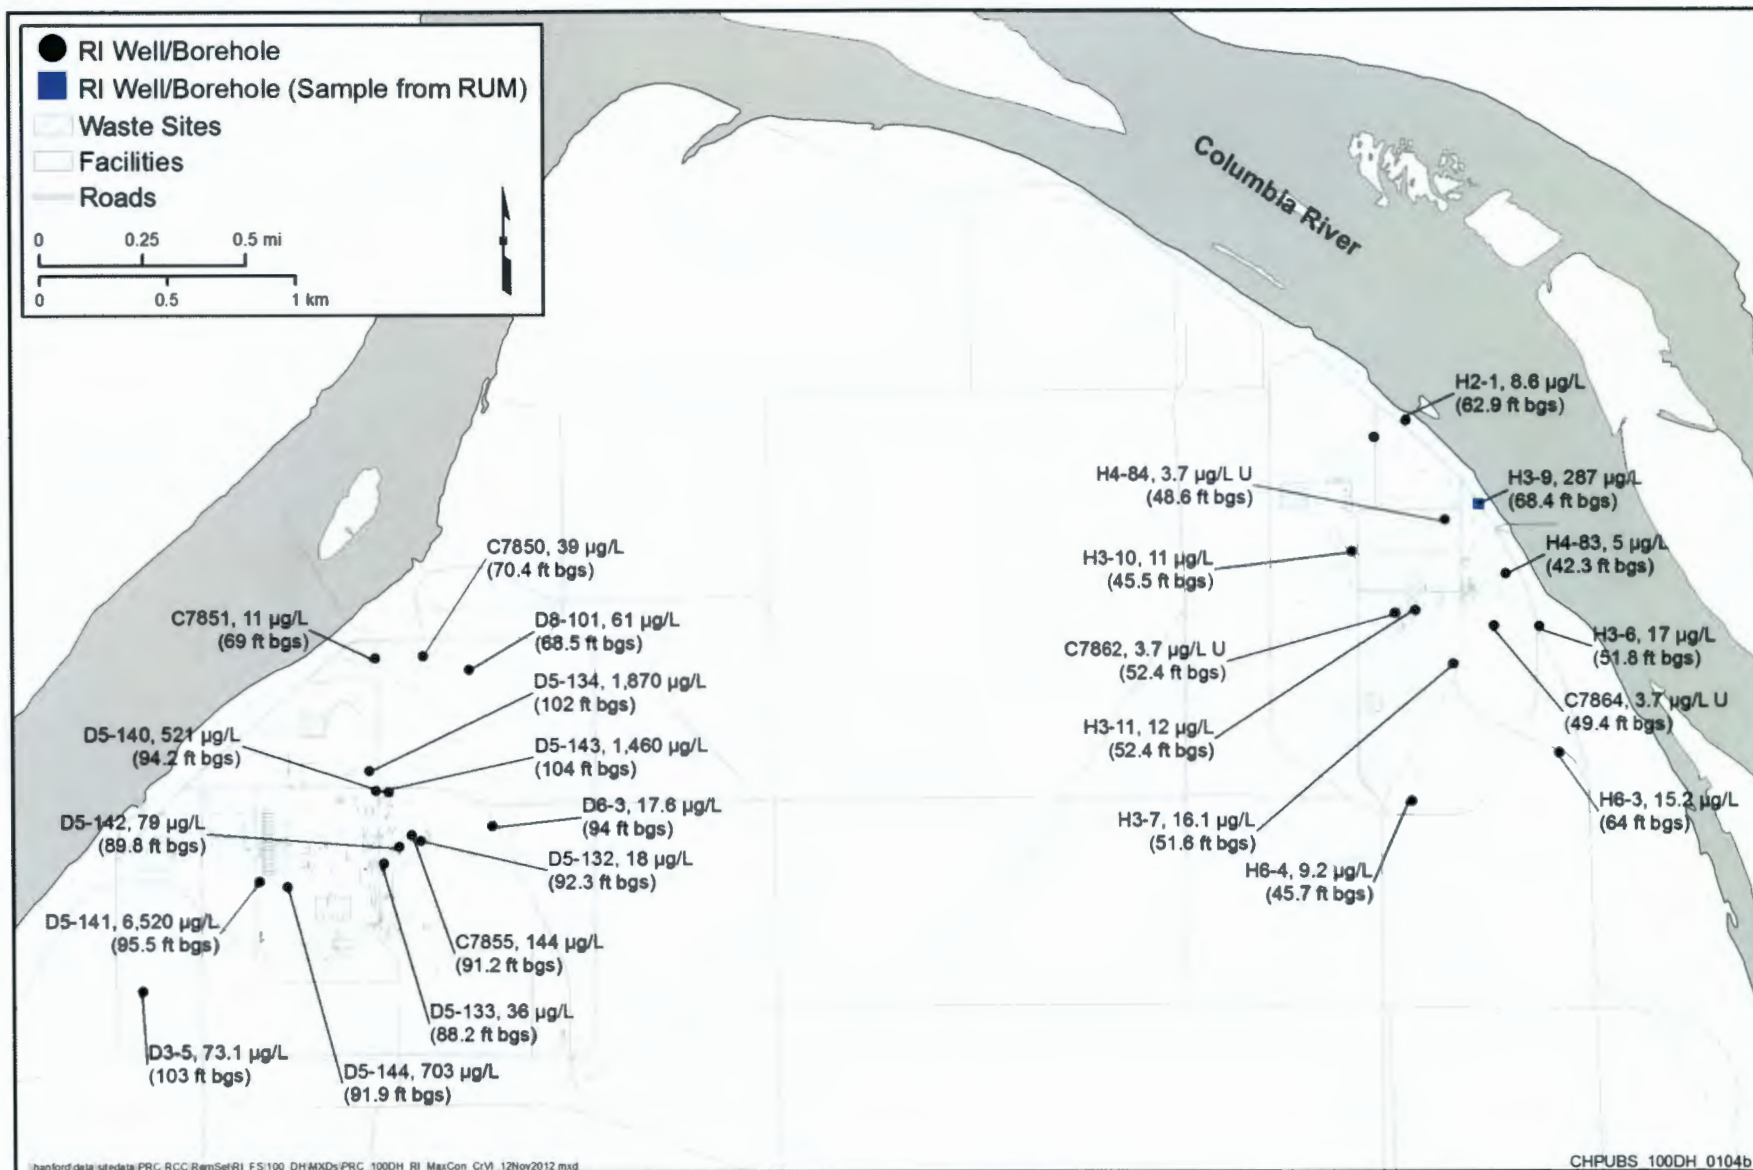 RI Well/Borehole
RI Well/Borehole (Sample from RUM)
Waste Sites
Facilities
Roads
0 0.25 0.5 mi
0 0.5 1 km
Columbia River
H2-1, 8.6 µg/L
(62.9 ft bgs)
H4-84, 3.7 µg/L U
(48.6 ft bgs)
H3-9, 287 µg/L
(68.4 ft bgs)
H3-10, 11 µg/L
(45.5 ft bgs)
H4-83, 5 µg/L
(42.3 ft bgs)
C7850, 39 µg/L
(70.4 ft bgs)
C7851, 11 µg/L
(69 ft bgs)
D8-101, 61 µg/L
(68.5 ft bgs)
C7862, 3.7 µg/L U
(52.4 ft bgs)
H3-6, 17 µg/L
(51.8 ft bgs)
D5-134, 1,870 µg/L
(102 ft bgs)
C7864, 3.7 µg/L U
(49.4 ft bgs)
D5-140, 521 µg/L
(94.2 ft bgs)
D5-143, 1,460 µg/L
(104 ft bgs)
H3-11, 12 µg/L
(52.4 ft bgs)
D6-3, 17.6 µg/L
(94 ft bgs)
H6-3, 15.2 µg/L
(64 ft bgs)
D5-142, 79 µg/L
(89.8 ft bgs)
H3-7, 16.1 µg/L
(51.6 ft bgs)
D5-132, 18 µg/L
(92.3 ft bgs)
H6-4, 9.2 µg/L
(45.7 ft bgs)
D5-141, 6,520 µg/L
(95.5 ft bgs)
C7855, 144 µg/L
(91.2 ft bgs)
D5-133, 36 µg/L
(88.2 ft bgs)
D3-5, 73.1 µg/L
(103 ft bgs)
D5-144, 703 µg/L
(91.9 ft bgs)
\\hanford\data\sitedata\PRC_RCC\RemSet\RI_FS\100_DH\MXDs\PRC_100DH_RI_MaxCon_CrVI_12Nov2012.mxd
CHPUBS_100DH_0104b